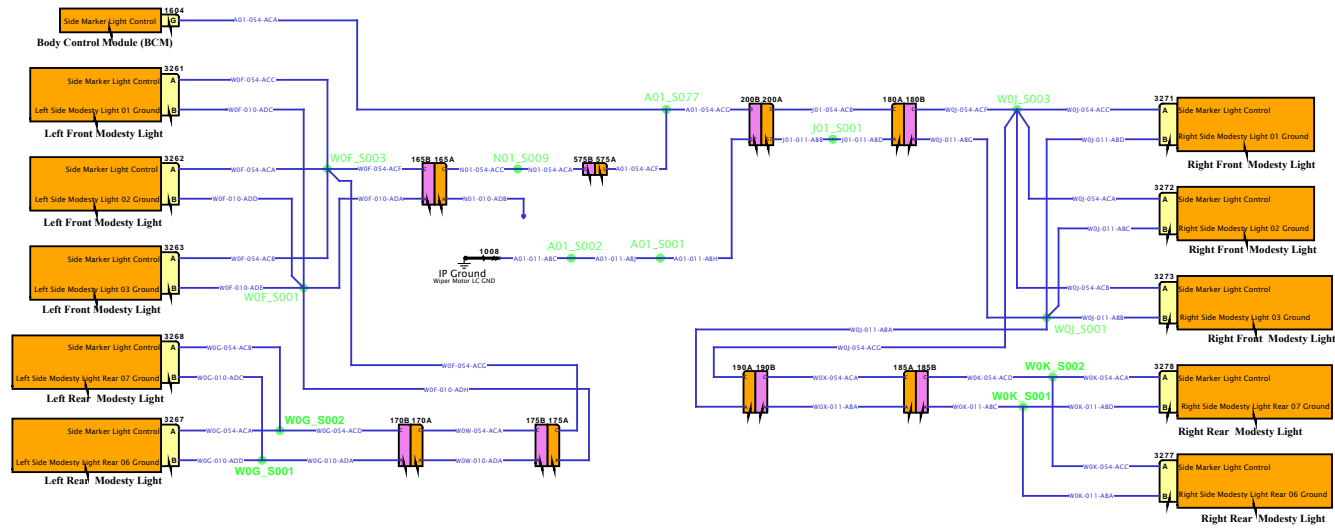 1604
Side Marker Light Control
G
A01-054-ACA
Body Control Module (BCM)
3261
Side Marker Light Control
A
W0F-054-ACC
Left Side Modesty Light 01 Ground
B
W0F-010-ADC
Left Front Modesty Light
3262
Side Marker Light Control
A
W0F-054-ACA
Left Side Modesty Light 02 Ground
B
W0F-010-ADD
Left Front Modesty Light
3263
Side Marker Light Control
A
W0F-054-ACB
Left Side Modesty Light 03 Ground
B
W0F-010-ADE
Left Front Modesty Light
W0F_S001
3268
Side Marker Light Control
A
W0G-054-ACB
Left Side Modesty Light Rear 07 Ground
B
W0G-010-ADC
Left Rear Modesty Light
3267
Side Marker Light Control
A
W0G-054-ACA
W0G_S002
W0G-054-ACD
Left Side Modesty Light Rear 06 Ground
B
W0G-010-ADD
W0G_S001
W0G-010-ADA
Left Rear Modesty Light
W0F_S003
W0F-054-ACF
W0F-010-ADA
165B 165A
N01-054-ACC
N01_S009
N01-054-ACA
575B 575A
A01-054-ACF
N01-010-ADB
W0F-054-ACG
W0F-010-ADH
170B 170A
W0W-054-ACA
W0W-010-ADA
175B 175A
A01_S077
A01-054-ACG
200B 200A
J01-054-ACB
J01_S001
J01-011-ABB
J01-011-ABD
180A 180B
W0J-054-ACF
W0J-011-ABG
1008
IP Ground
Wiper Motor LC GND
A01-011-ABC
A01_S002
A01-011-ABJ
A01_S001
A01-011-ABH
W0J_S003
W0J-054-ACC
3271
A
Side Marker Light Control
W0J-011-ABD
B
Right Side Modesty Light 01 Ground
Right Front Modesty Light
3272
W0J-054-ACA
A
Side Marker Light Control
W0J-011-ABC
B
Right Side Modesty Light 02 Ground
Right Front Modesty Light
3273
W0J-054-ACB
A
Side Marker Light Control
W0J-011-ABB
B
Right Side Modesty Light 03 Ground
Right Front Modesty Light
W0J_S001
W0J-011-ABA
W0J-054-ACG
190A 190B
W0X-054-ACA
W0X-011-ABA
185A 185B
W0K-054-ACD
W0K_S002
W0K-054-ACA
3278
A
Side Marker Light Control
W0K-011-ABC
W0K_S001
W0K-011-ABD
B
Right Side Modesty Light Rear 07 Ground
Right Rear Modesty Light
3277
W0K-054-ACC
A
Side Marker Light Control
W0K-011-ABA
B
Right Side Modesty Light Rear 06 Ground
Right Rear Modesty Light